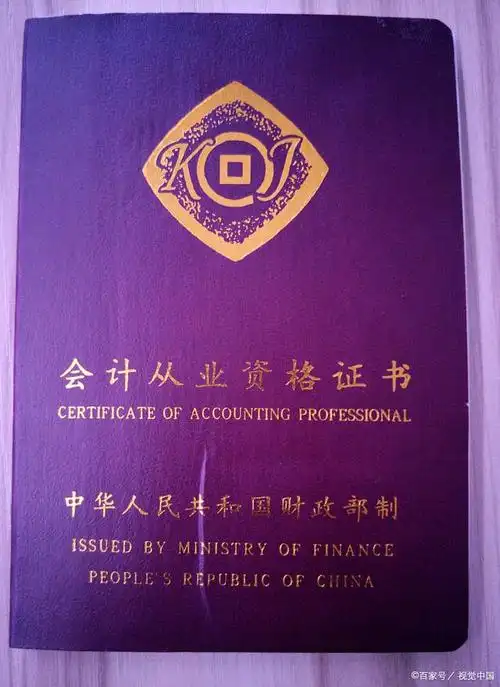 KJ
会计从业资格证书
CERTIFICATE OF ACCOUNTING PROFESSIONAL
中华人民共和国财政部制
ISSUED BY MINISTRY OF FINANCE
PEOPLE'S REPUBLIC OF CHINA
©百家号/视觉中国